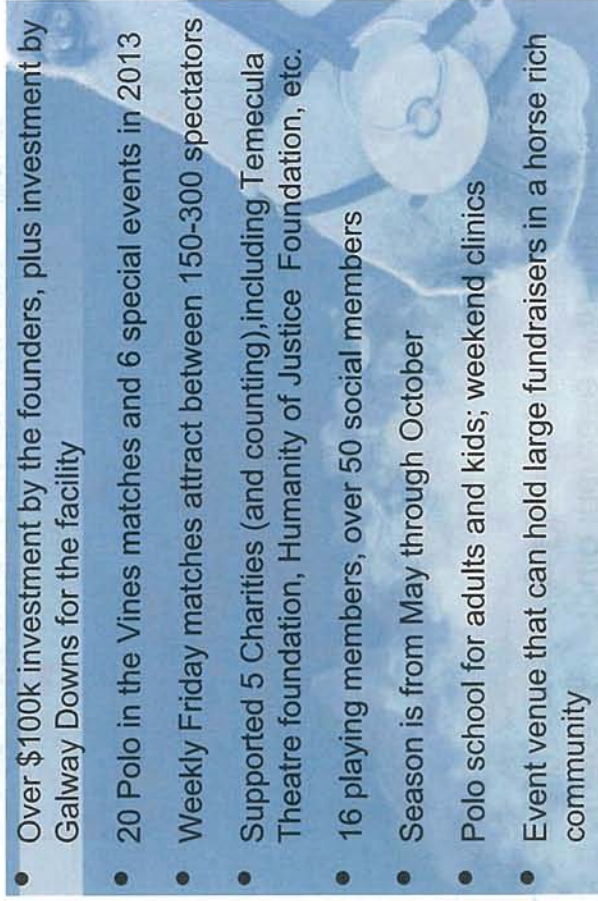 • Over $100k investment by the founders, plus investment by
Galway Downs for the facility
• 20 Polo in the Vines matches and 6 special events in 2013
• Weekly Friday matches attract between 150-300 spectators
• Supported 5 Charities (and counting),including Temecula
Theatre foundation, Humanity of Justice Foundation, etc.
• 16 playing members, over 50 social members
• Season is from May through October
• Polo school for adults and kids; weekend clinics
• Event venue that can hold large fundraisers in a horse rich
community